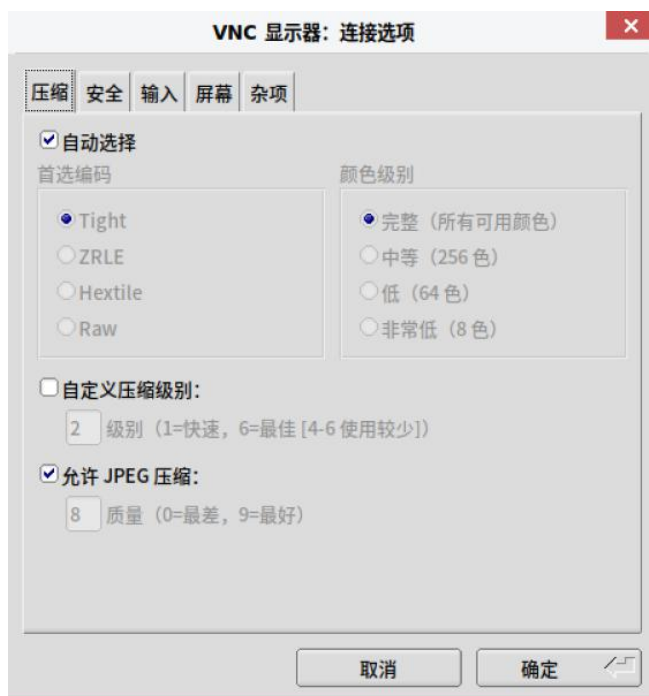 VNC 显示器：连接选项
压缩 安全 输入 屏幕 杂项
自动选择
首选编码
Tight
ZRLE
Hextile
Raw
颜色级别
完整（所有可用颜色）
中等（256 色）
低（64 色）
非常低（8 色）
自定义压缩级别：
2 级别（1=快速，6=最佳 [4-6 使用较少]）
允许 JPEG 压缩：
8 质量（0=最差，9=最好）
取消 确定